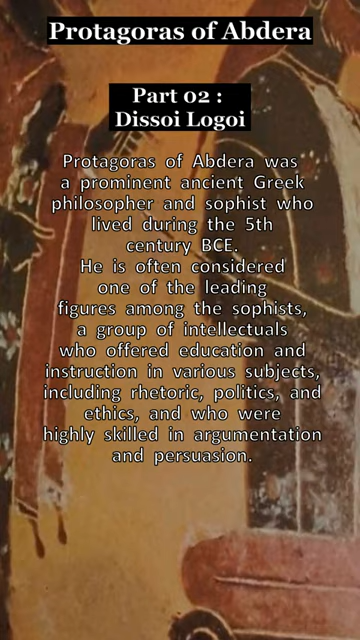 Protagoras of Abdera
Part 02 :
Dissoi Logoi
Protagoras of Abdera was
a prominent ancient Greek
philosopher and sophist who
lived during the 5th
century BCE.
He is often considered
one of the leading
figures among the sophists,
a group of intellectuals
who offered education and
instruction in various subjects,
including rhetoric, politics, and
ethics, and who were
highly skilled in argumentation
and persuasion.